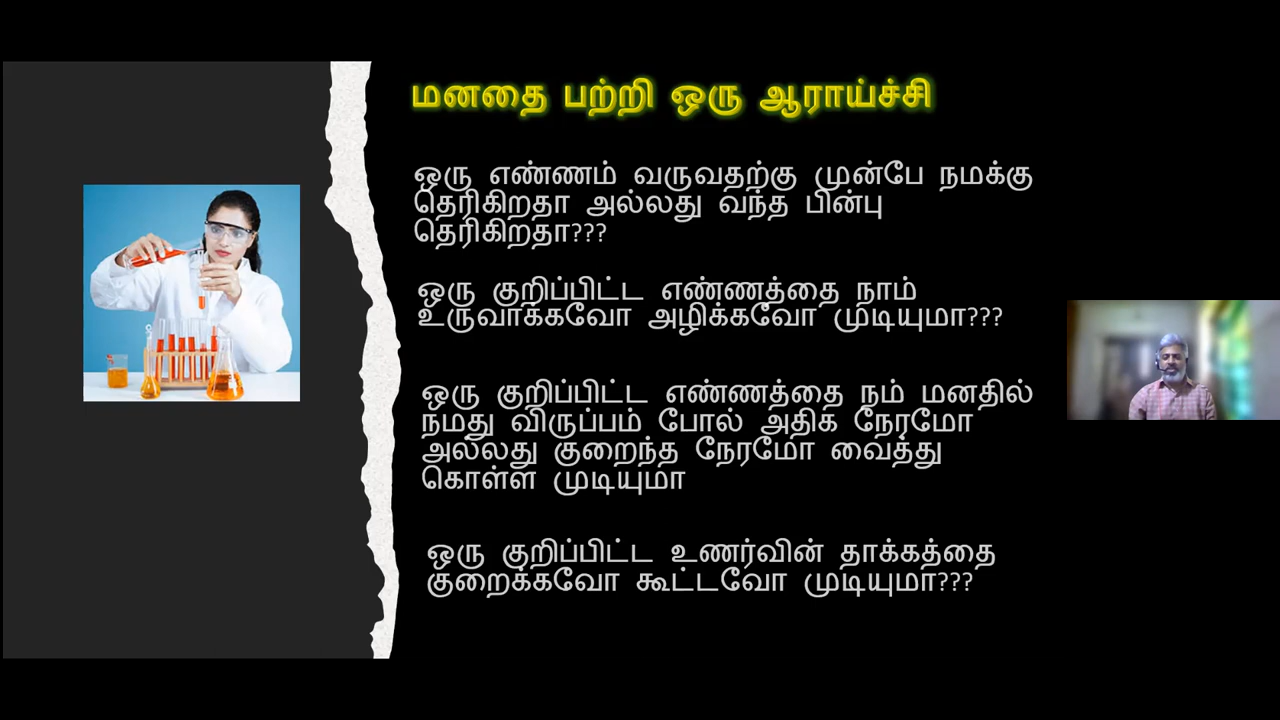 மனதை பற்றி ஒரு ஆராய்ச்சி
ஒரு எண்ணம் வருவதற்கு முன்பே நமக்கு
தெரிகிறதா அல்லது வந்த பின்பு
தெரிகிறதா???
ஒரு குறிப்பிட்ட எண்ணத்தை நாம்
உருவாக்கவோ அழிக்கவோ முடியுமா???
ஒரு குறிப்பிட்ட எண்ணத்தை நம் மனதில்
நமது விருப்பம் போல் அதிக நேரமோ
அல்லது குறைந்த நேரமோ வைத்து
கொள்ள முடியுமா
ஒரு குறிப்பிட்ட உணர்வின் தாக்கத்தை
குறைக்கவோ கூட்டவோ முடியுமா???